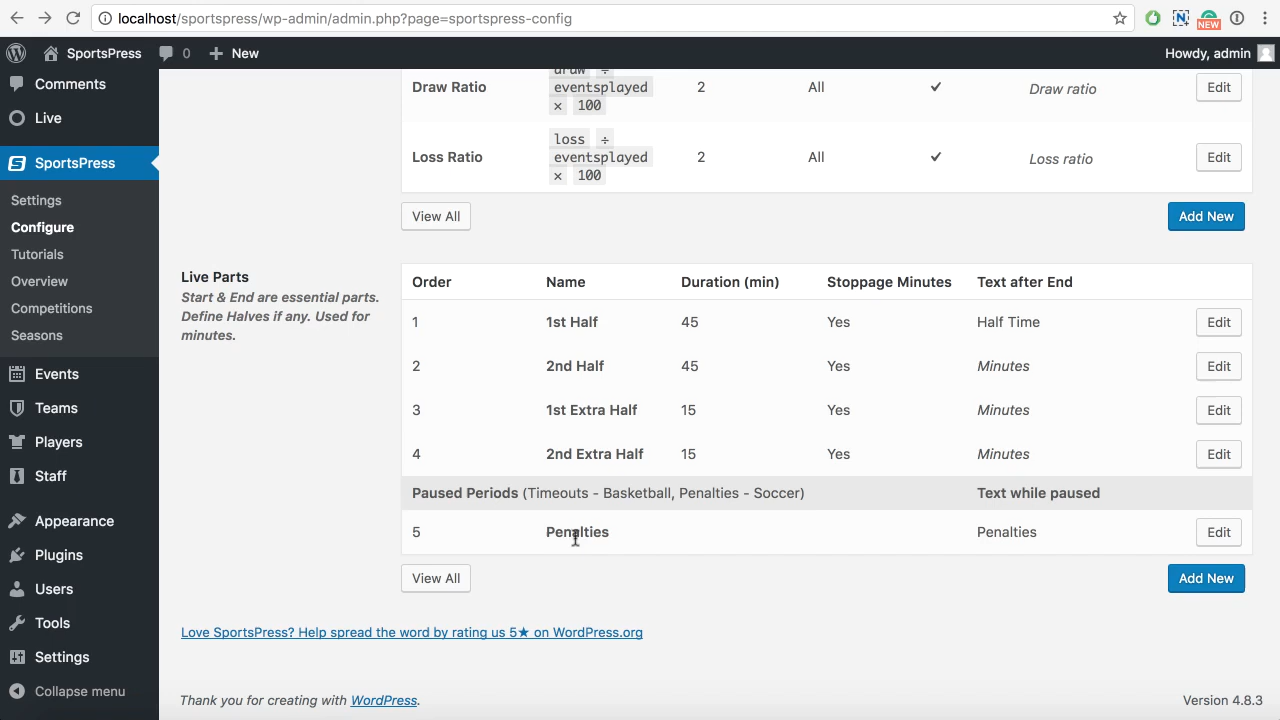 localhost/sportspress/wp-admin/admin.php?page=sportspress-config
NEW
SportsPress
0
New
Howdy, admin
Comments
Live
SportsPress
Settings
Configure
Tutorials
Overview
Competitions
Seasons
Events
Teams
Players
Staff
Appearance
Plugins
Users
Tools
Settings
Collapse menu
draw ÷
Draw Ratio eventsplayed 2 All ✔ Draw ratio Edit
× 100
loss ÷
Loss Ratio eventsplayed 2 All ✔ Loss ratio Edit
× 100
View All Add New
Live Parts
Start & End are essential parts.
Define Halves if any. Used for
minutes.
Order Name Duration (min) Stoppage Minutes Text after End
1 1st Half 45 Yes Half Time Edit
2 2nd Half 45 Yes Minutes Edit
3 1st Extra Half 15 Yes Minutes Edit
4 2nd Extra Half 15 Yes Minutes Edit
Paused Periods (Timeouts - Basketball, Penalties - Soccer) Text while paused
5 Penalties Penalties Edit
View All Add New
Love SportsPress? Help spread the word by rating us 5★ on WordPress.org
Thank you for creating with WordPress. Version 4.8.3